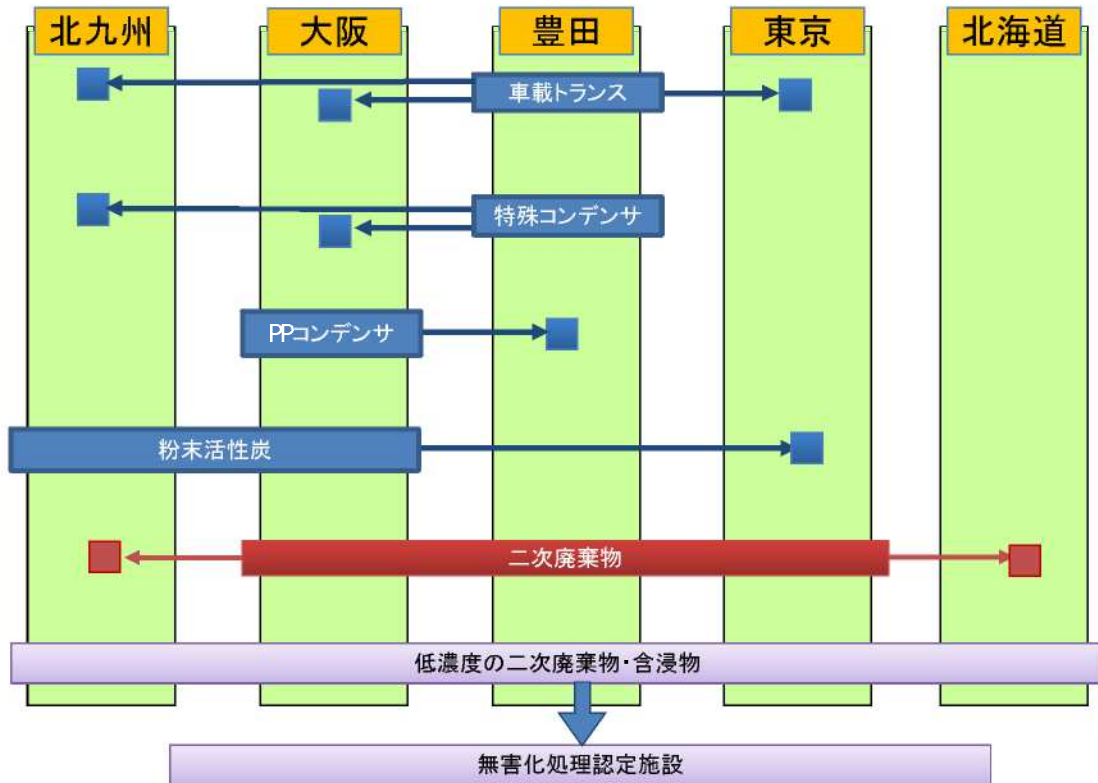 北九州
大阪
豊田
東京
北海道
車載トランス
特殊コンデンサ
PPコンデンサ
粉末活性炭
二次廃棄物
低濃度の二次廃棄物・含浸物
無害化処理認定施設